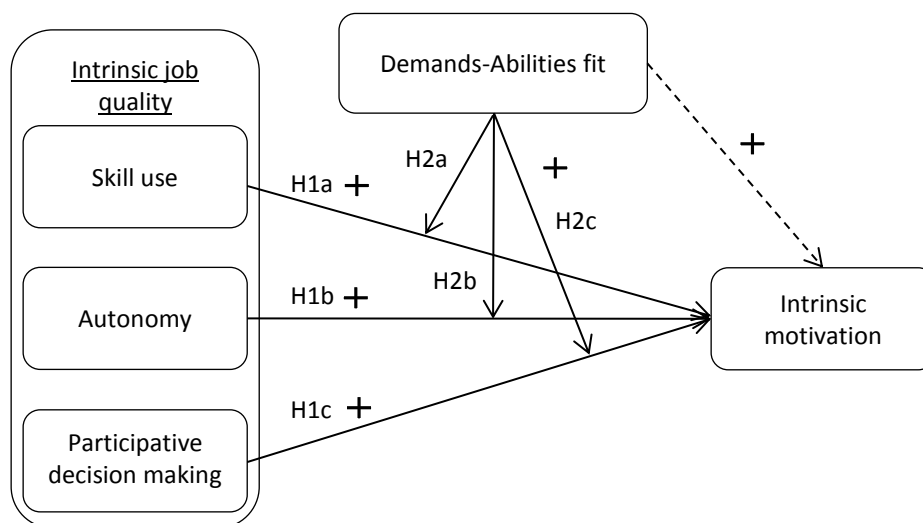 Intrinsic job
quality
Skill use
Autonomy
Participative
decision making
Demands-Abilities fit
H1a +
H2a
+
H2c
+
H2b
H1b +
H1c +
Intrinsic
motivation